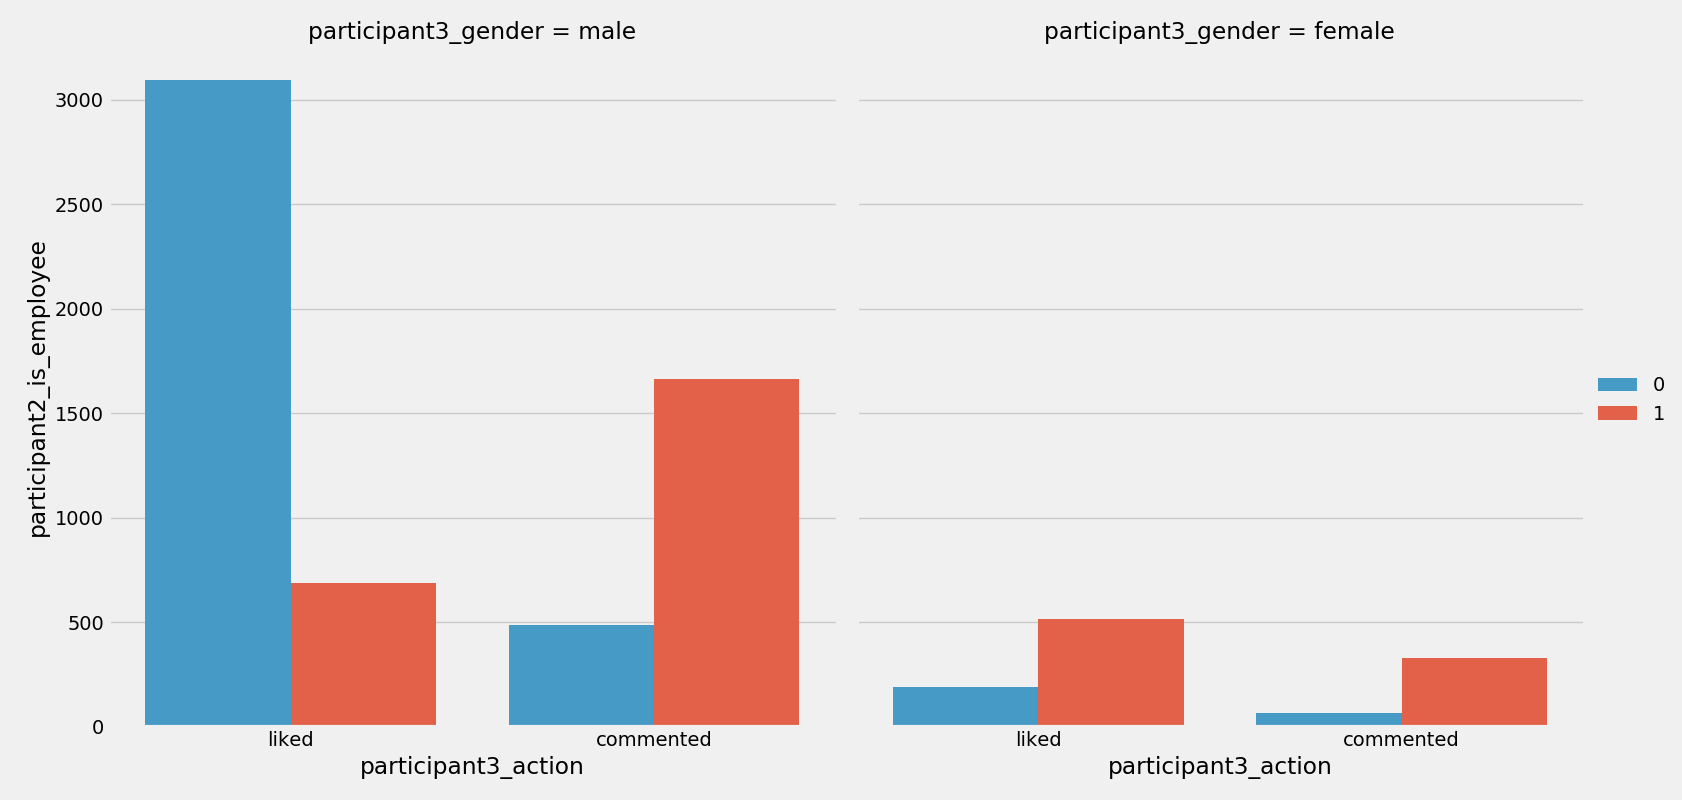 participant3_gender = male
participant3_gender = female
participant2_is_employee
3000
2500
2000
1500
1000
500
0
liked
commented
participant3_action
liked
commented
participant3_action
0
1